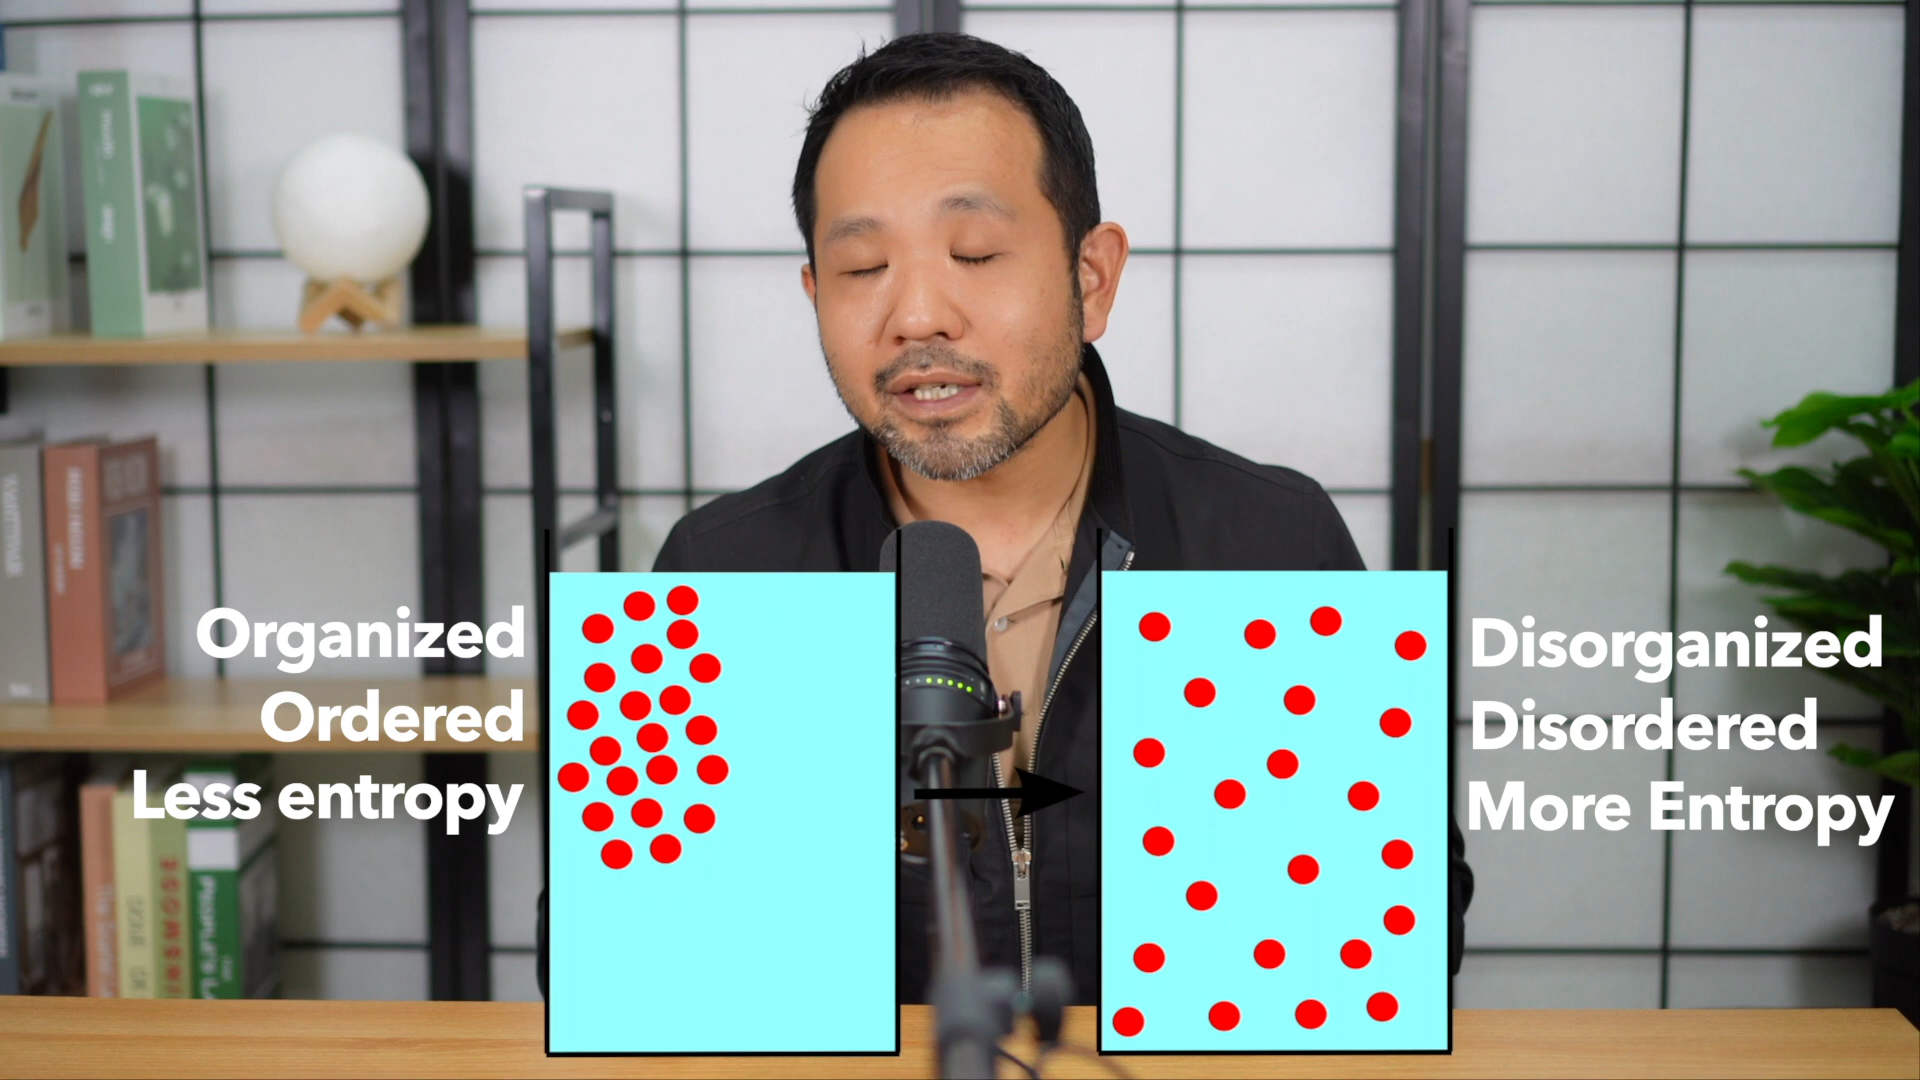 Organized
Ordered
Less entropy
Disorganized
Disordered
More Entropy